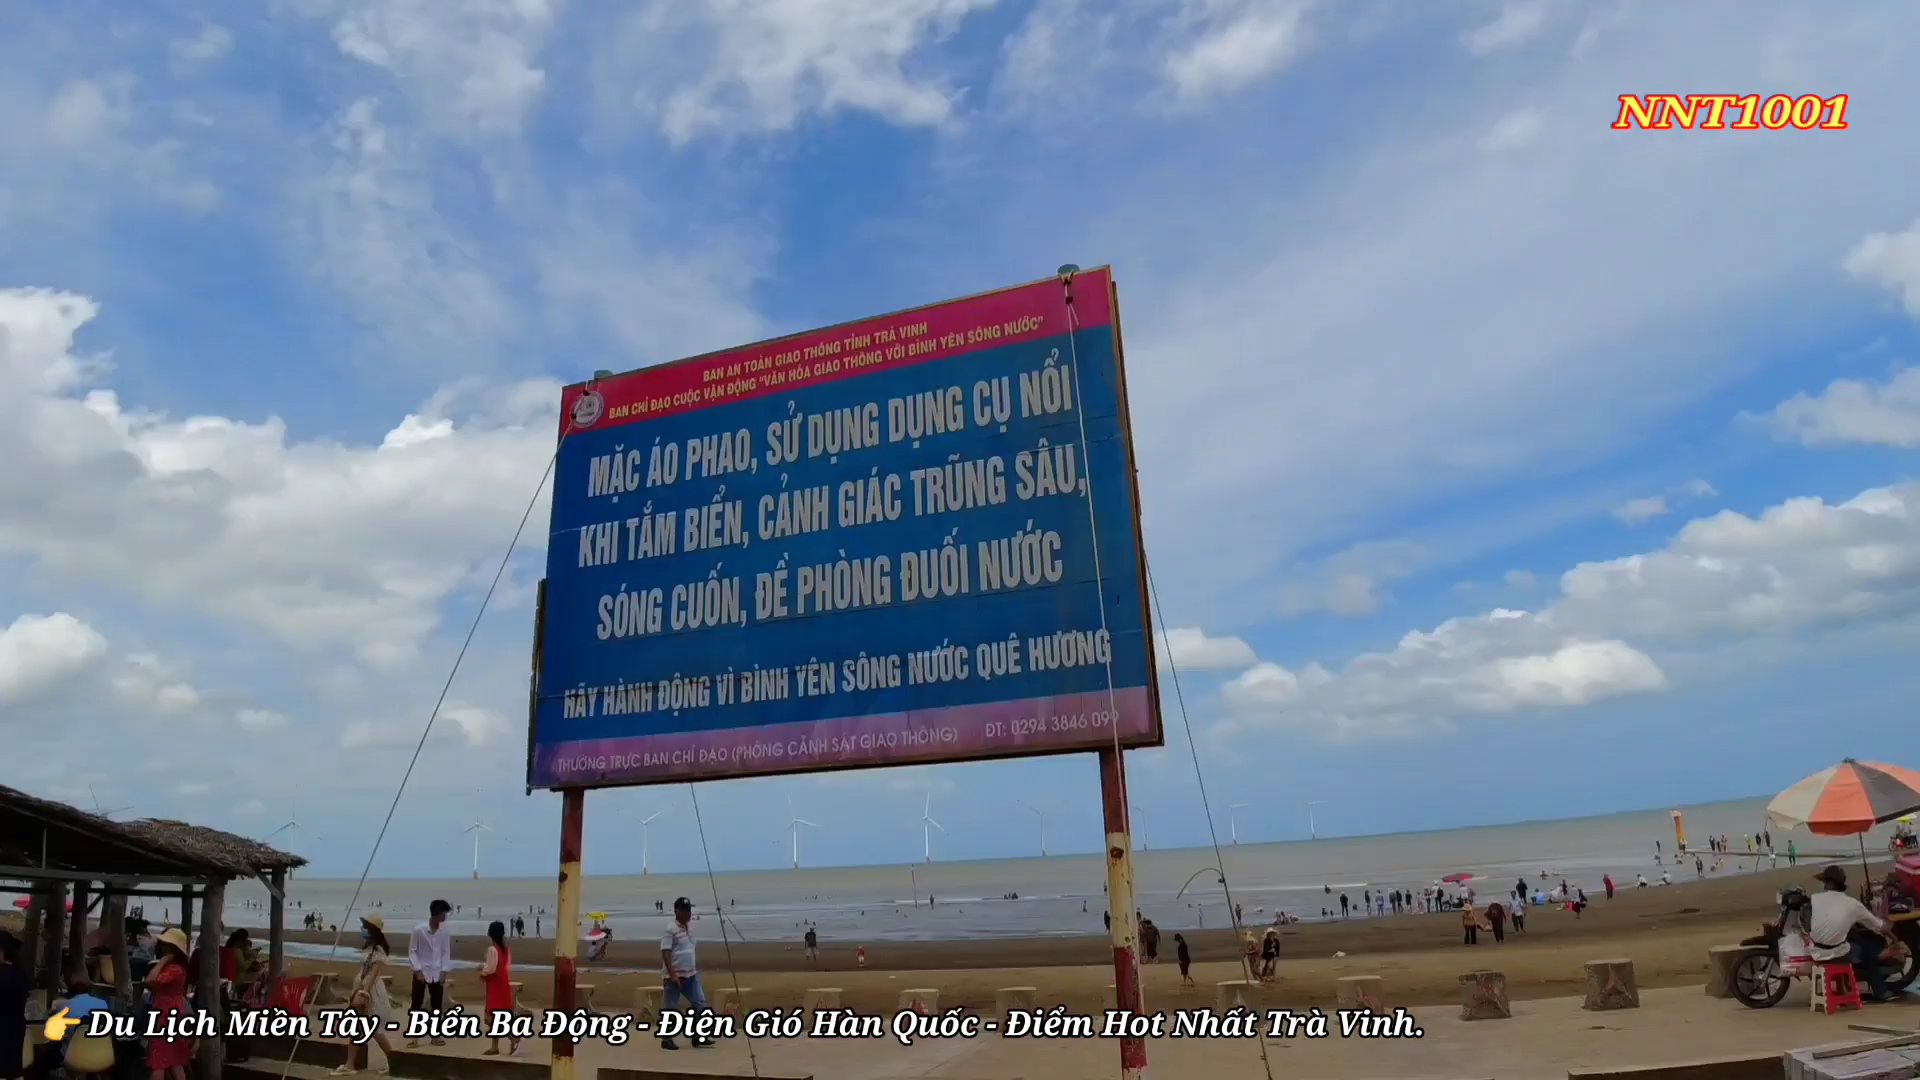 NNT1001
BAN AN TOÀN GIAO THÔNG TỈNH TRÀ VINH
BAN CHỈ ĐẠO CUỘC VẬN ĐỘNG "VĂN HÓA GIAO THÔNG VỚI BÌNH YÊN SÔNG NƯỚC"
MẶC ÁO PHAO, SỬ DỤNG DỤNG CỤ NỔI
KHI TẮM BIỂN, CẢNH GIÁC TRŨNG SÂU,
SÓNG CUỐN, ĐỀ PHÒNG ĐUỐI NƯỚC
HÃY HÀNH ĐỘNG VÌ BÌNH YÊN SÔNG NƯỚC QUÊ HƯƠNG
THƯỜNG TRỰC BAN CHỈ ĐẠO (PHÒNG CẢNH SÁT GIAO THÔNG) ĐT: 0294 3846 099
👉Du Lịch Miền Tây - Biển Ba Động - Điện Gió Hàn Quốc - Điểm Hot Nhất Trà Vinh.